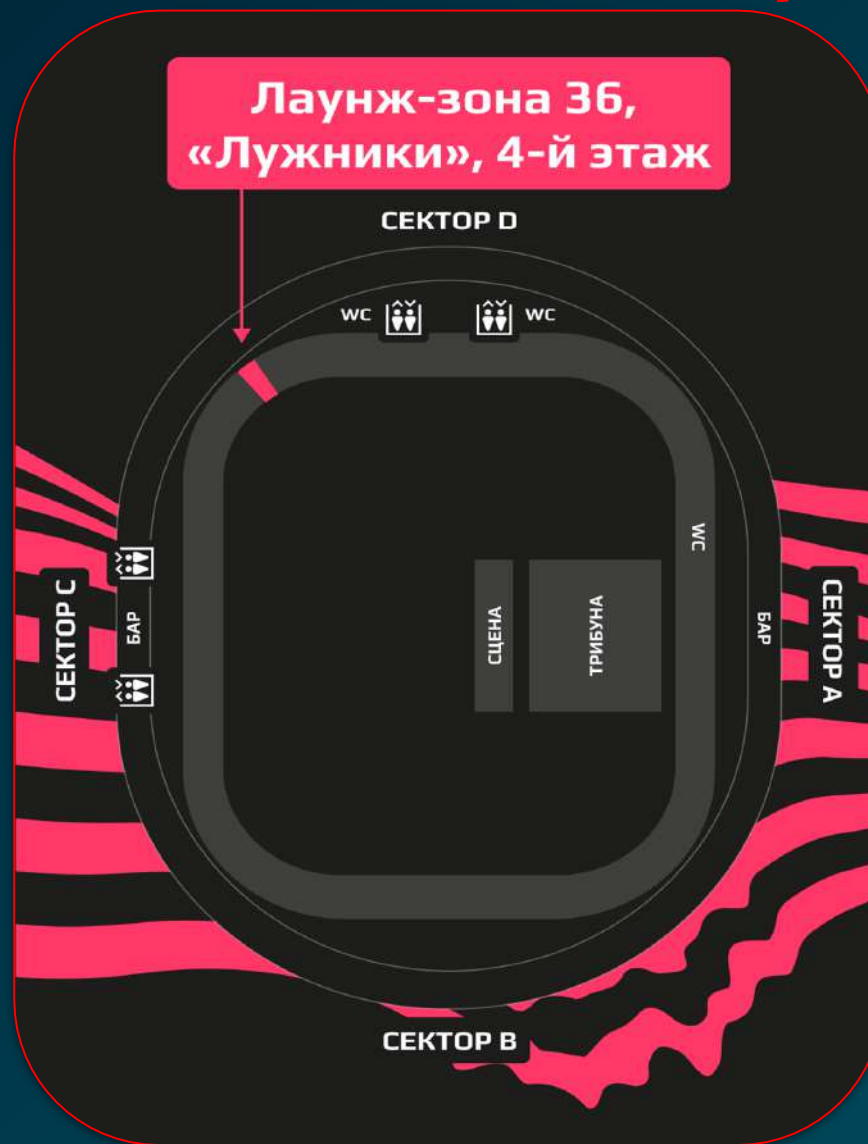 Лаунж-зона 36,
«Лужники», 4-й этаж
СЕКТОР D
WC
WC
WC
СЕКТОР C
БАР
СЦЕНА
ТРИБУНА
БАР
СЕКТОР A
СЕКТОР B